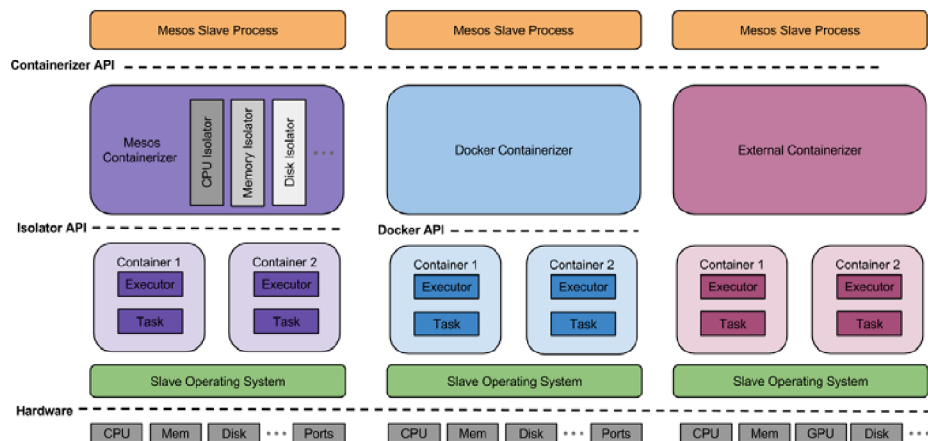 Mesos Slave Process
Mesos Slave Process
Mesos Slave Process
Containerizer API
Mesos
Containerizer
CPU Isolator
Memory Isolator
Disk Isolator
Docker Containerizer
External Containerizer
Isolator API
Docker API
Container 1
Executor
Task
Container 2
Executor
Task
Container 1
Executor
Task
Container 2
Executor
Task
Container 1
Executor
Task
Container 2
Executor
Task
Slave Operating System
Slave Operating System
Slave Operating System
Hardware
CPU
Mem
Disk
Ports
CPU
Mem
Disk
Ports
CPU
Mem
GPU
Disk